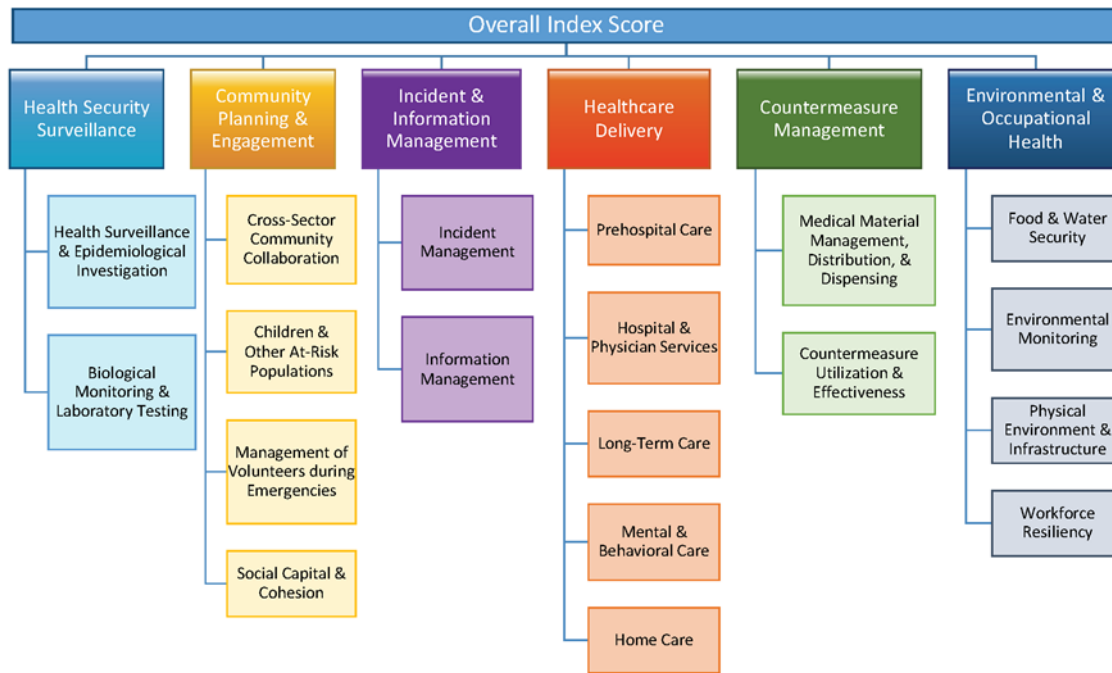 Overall Index Score
Health Security
Surveillance
Community
Planning &
Engagement
Incident &
Information
Management
Healthcare
Delivery
Countermeasure
Management
Environmental &
Occupational
Health
Health Surveillance
& Epidemiological
Investigation
Biological
Monitoring &
Laboratory Testing
Cross-Sector
Community
Collaboration
Children &
Other At-Risk
Populations
Management of
Volunteers during
Emergencies
Social Capital &
Cohesion
Incident
Management
Information
Management
Prehospital Care
Hospital &
Physician Services
Long-Term Care
Mental &
Behavioral Care
Home Care
Medical Material
Management,
Distribution, &
Dispensing
Countermeasure
Utilization &
Effectiveness
Food & Water
Security
Environmental
Monitoring
Physical
Environment &
Infrastructure
Workforce
Resiliency